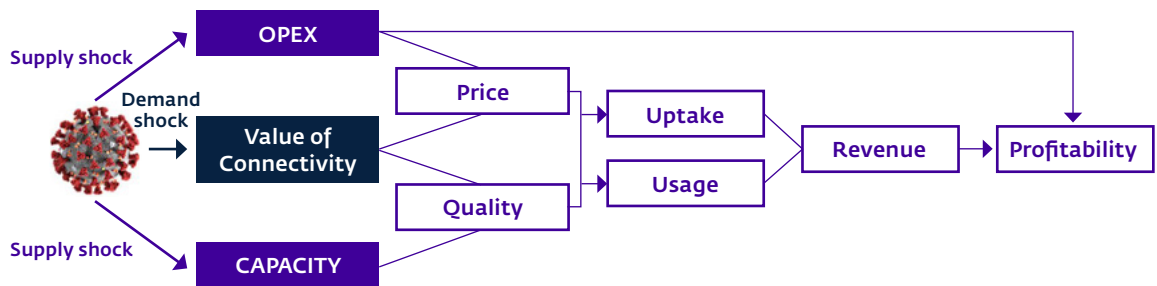 OPEX
Supply shock
Price
Demand
shock
Value of
Connectivity
Uptake
Usage
Revenue
Profitability
Quality
Supply shock
CAPACITY